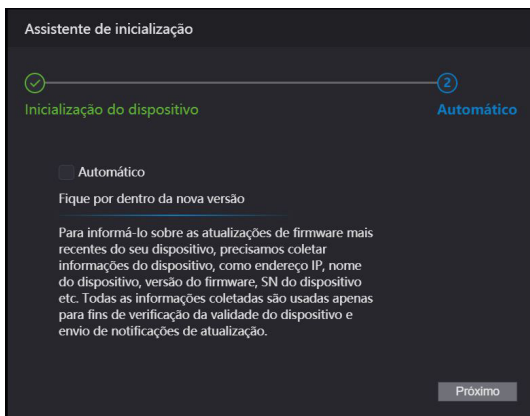 Assistente de inicialização
2
Inicialização do dispositivo
Automático
Automático
Fique por dentro da nova versão
Para informá-lo sobre as atualizações de firmware mais
recentes do seu dispositivo, precisamos coletar
informações do dispositivo, como endereço IP, nome
do dispositivo, versão do firmware, SN do dispositivo
etc. Todas as informações coletadas são usadas apenas
para fins de verificação da validade do dispositivo e
envio de notificações de atualização.
Próximo